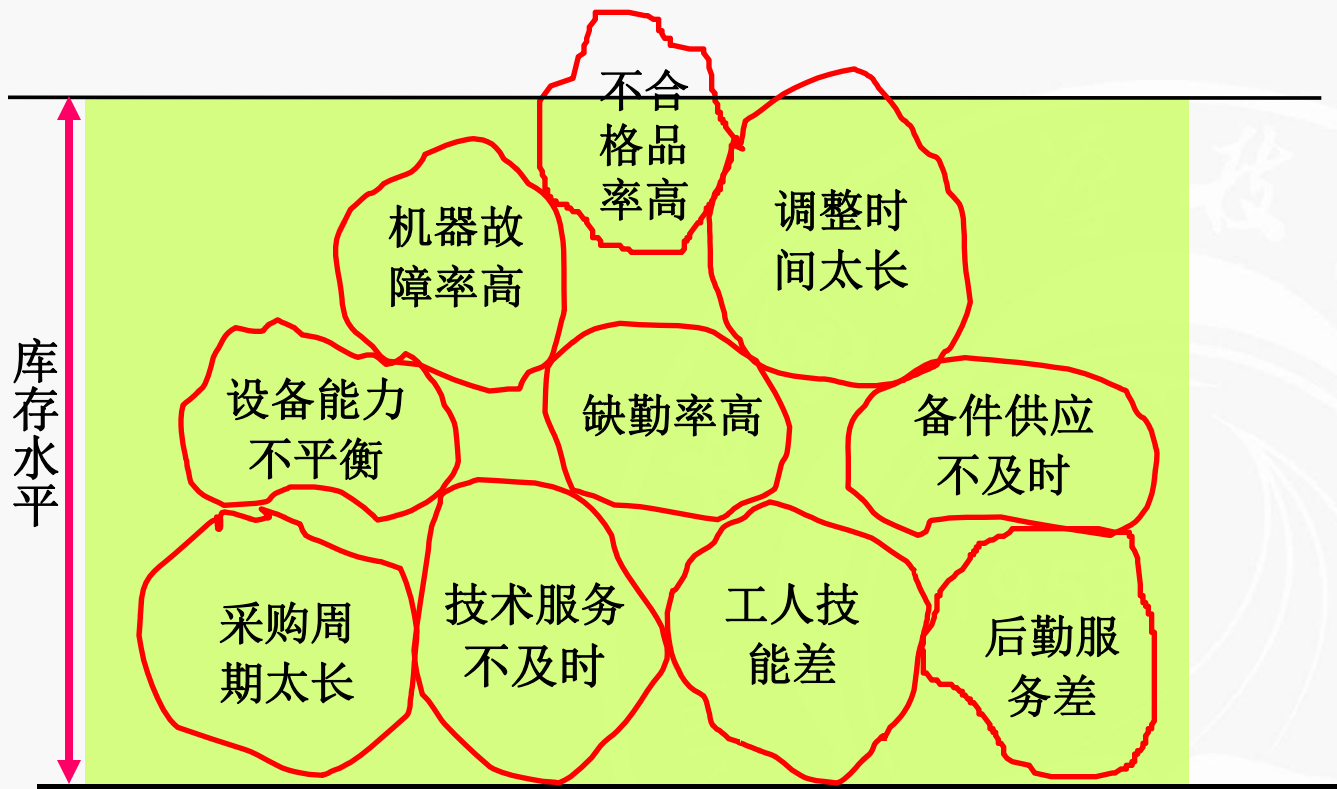 不合
格品
率高
机器故
障率高
调整时
间太长
库存水平
设备能力
不平衡
缺勤率高
备件供应
不及时
采购周
期太长
技术服务
不及时
工人技
能差
后勤服
务差
技